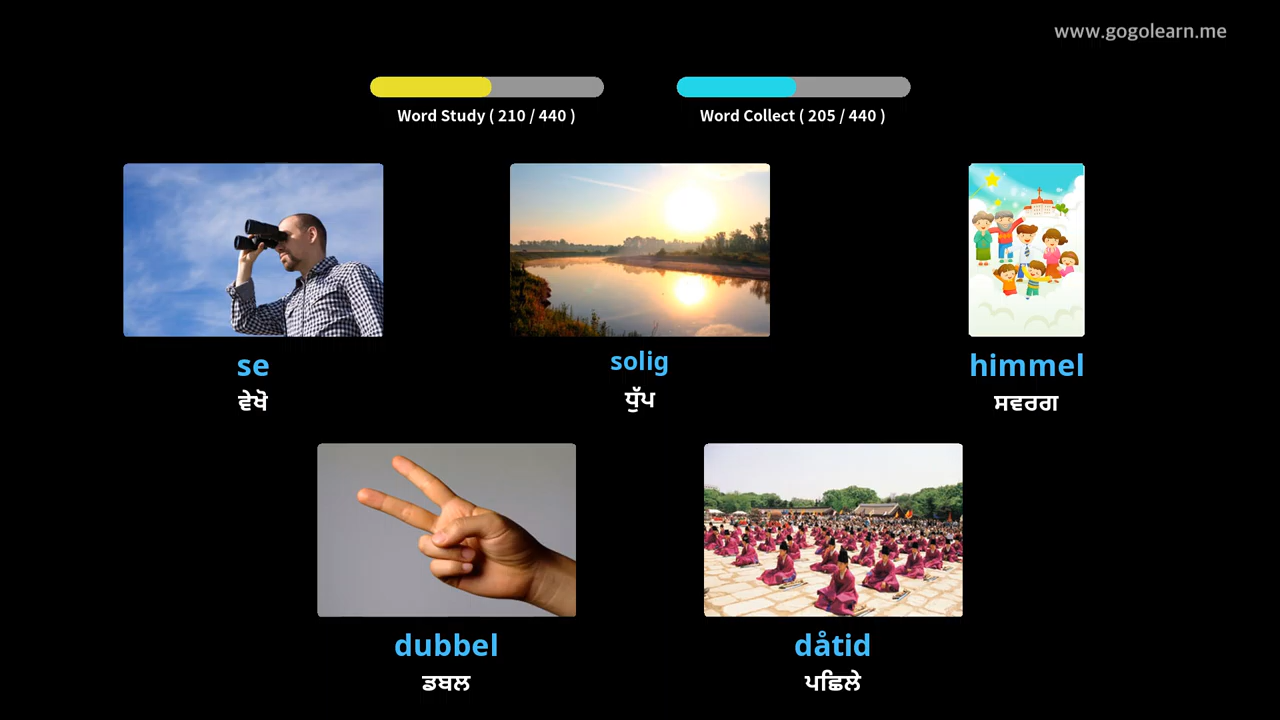 www.gogolearn.me
Word Study ( 210 / 440 )
Word Collect ( 205 / 440 )
se
ਵੇਖੋ
solig
ਧੁੱਪ
himmel
ਸਵਰਗ
dubbel
ਡਬਲ
dåtid
ਪਛਿਲੇ